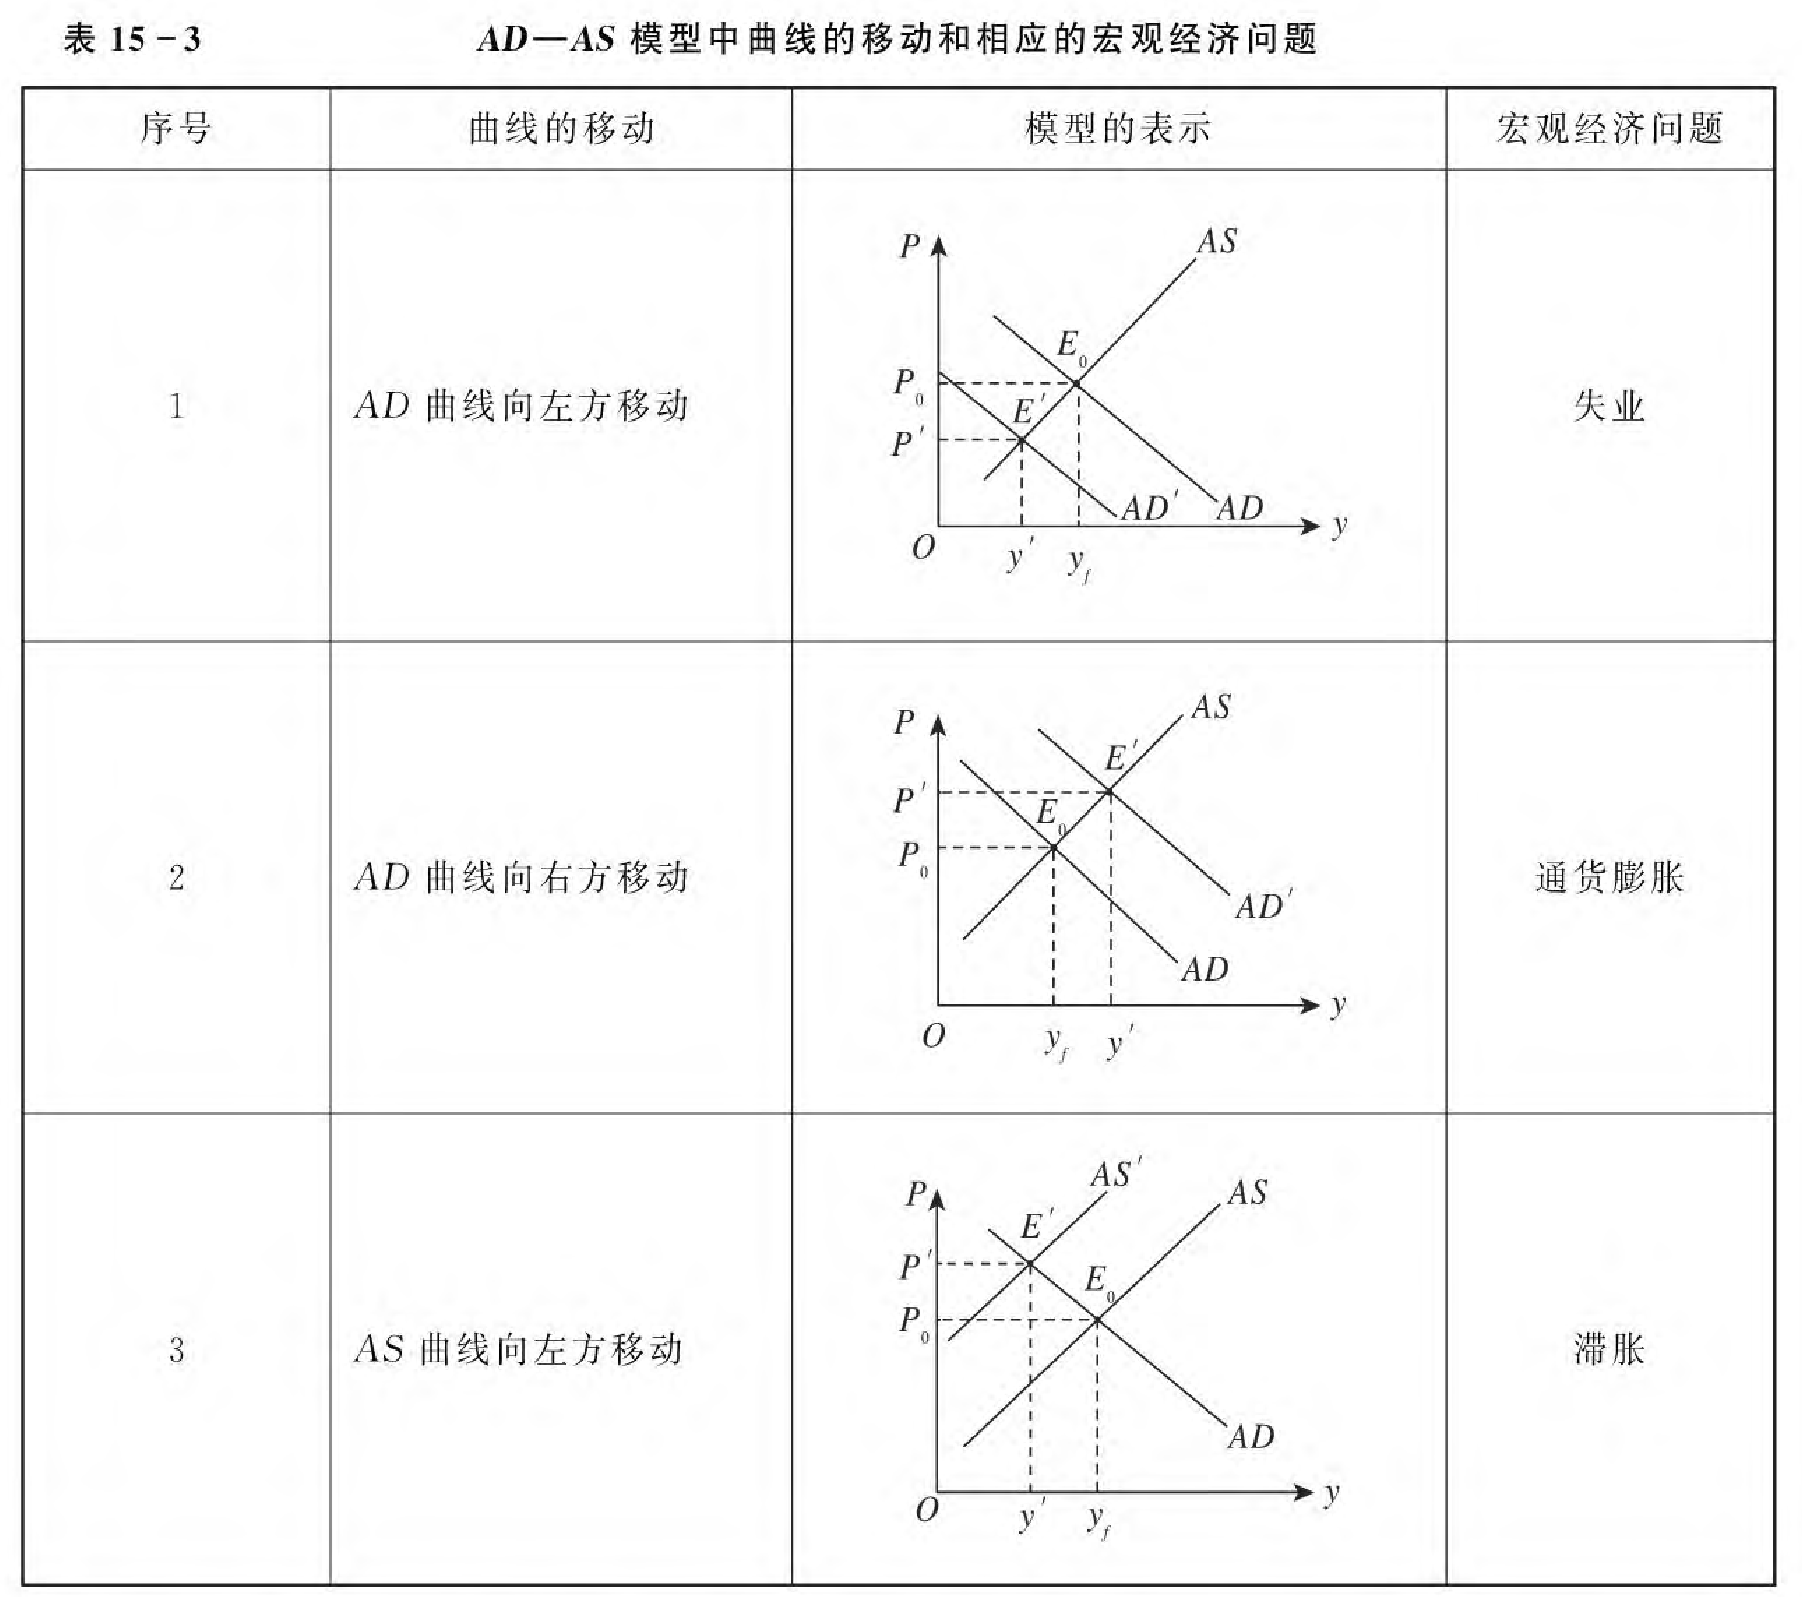 表 15-3 AD—AS 模型中曲线的移动和相应的宏观经济问题
序号 曲线的移动 模型的表示 宏观经济问题
1 AD 曲线向左方移动 失业
P
AS
E₀
P₀
E′
P′
AD′ AD
y
O
y′ y_f
2 AD 曲线向右方移动 通货膨胀
P
AS
E′
P′
E₀
P₀
AD′
AD
y
O
y_f y′
3 AS 曲线向左方移动 滞胀
P
AS′
AS
E′
P′
E₀
P₀
AD
y
O
y′ y_f